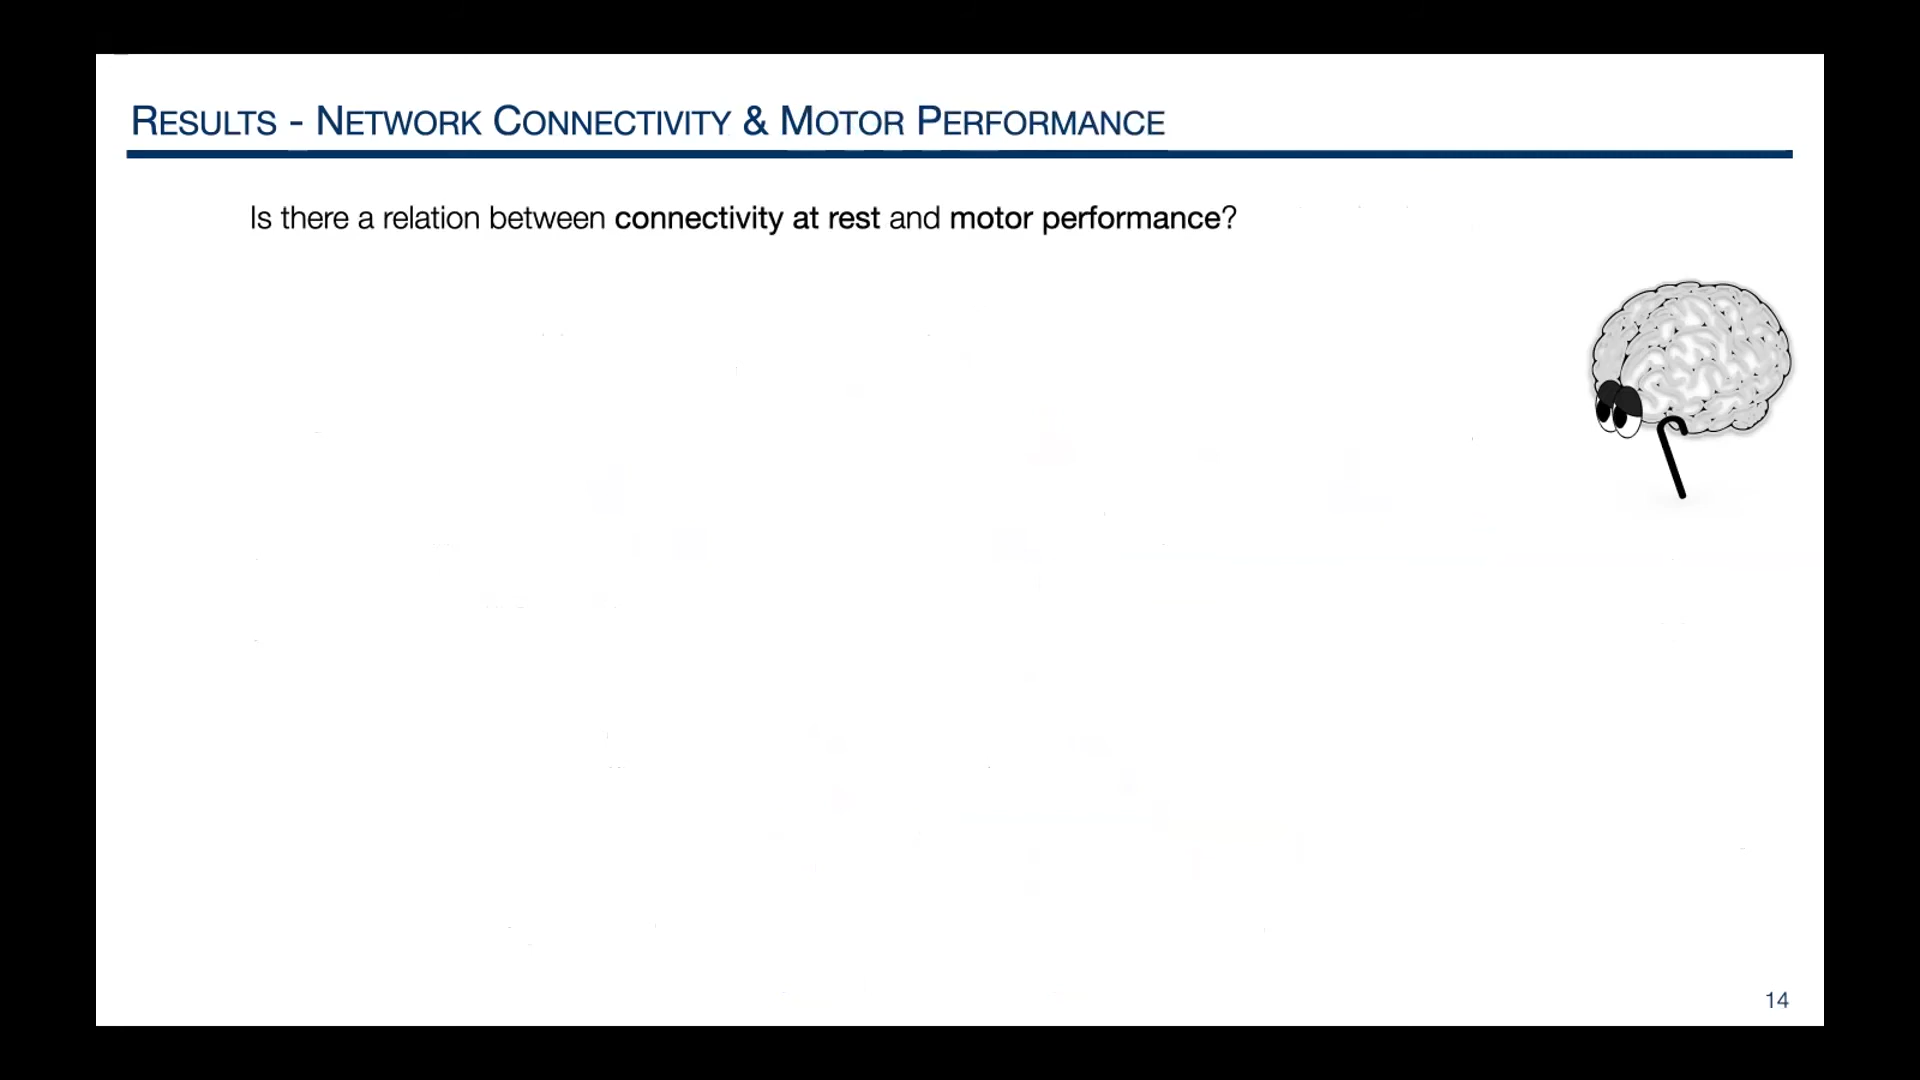 RESULTS - NETWORK CONNECTIVITY & MOTOR PERFORMANCE
Is there a relation between connectivity at rest and motor performance?
14